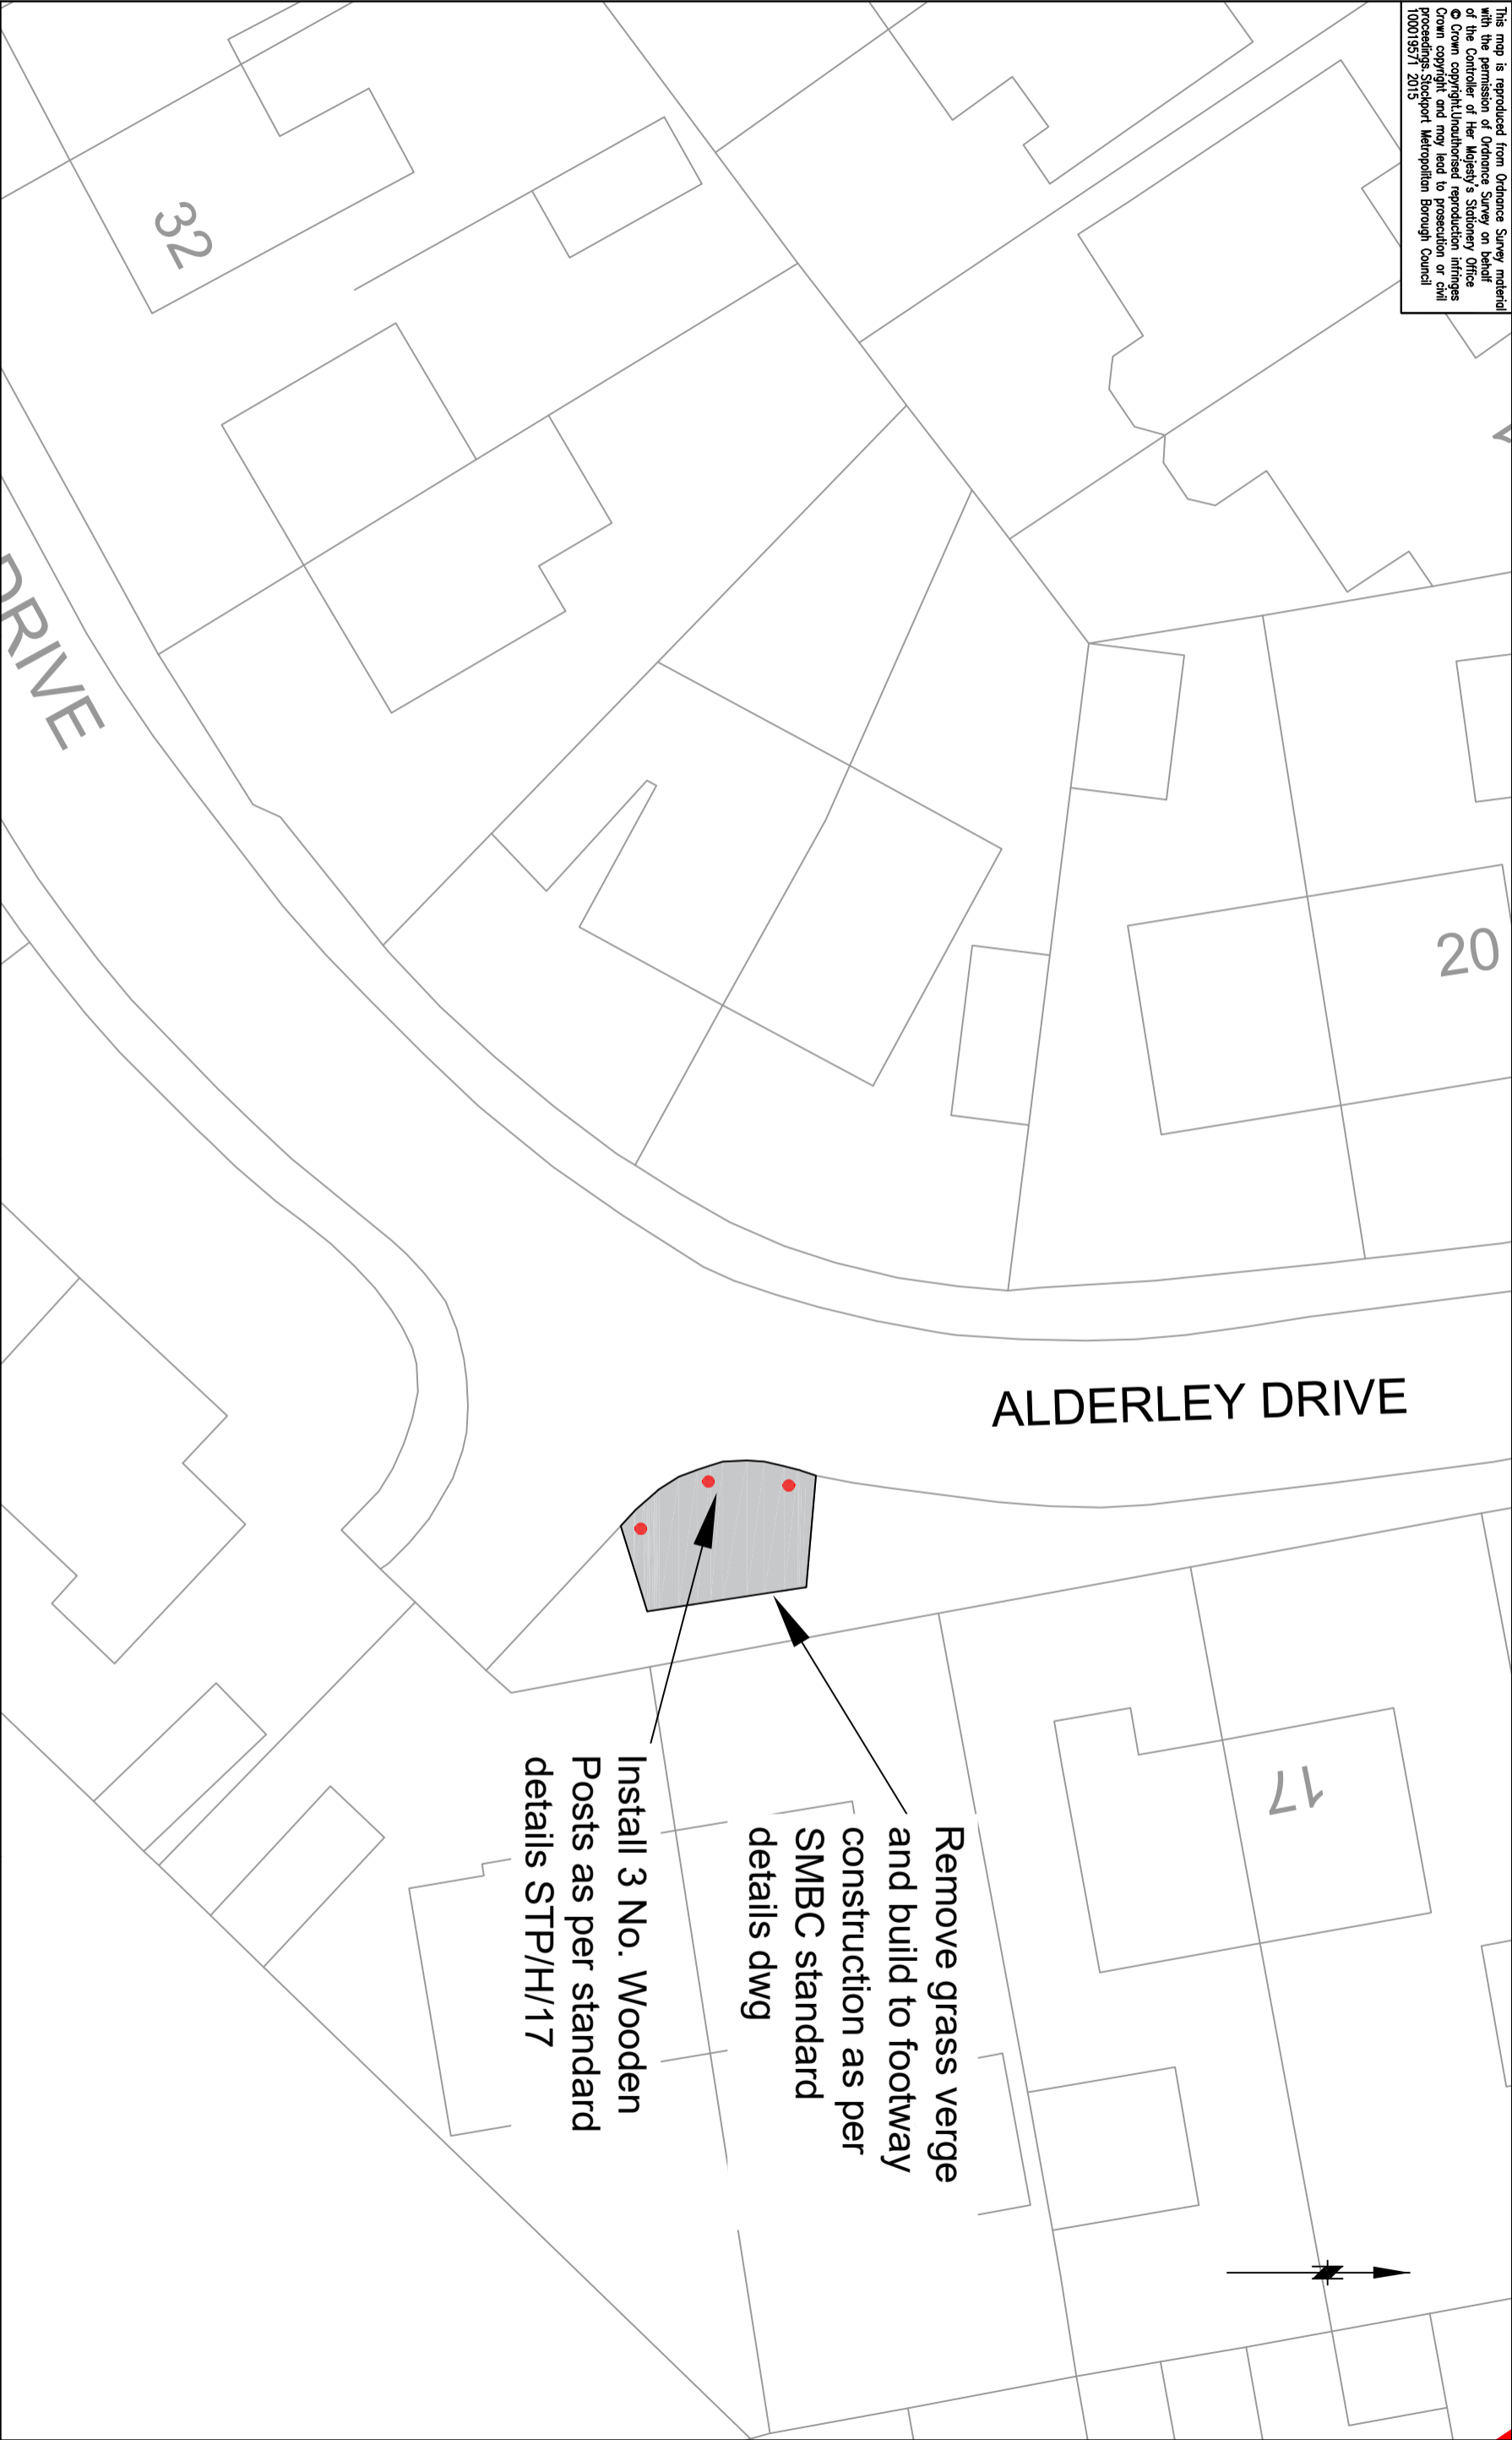 This map is reproduced from Ordnance Survey material
with the permission of Ordnance Survey on behalf
of the Controller of Her Majesty's Stationery Office
© Crown copyright.Unauthorised reproduction infringes
Crown copyright and may lead to prosecution or civil
proceedings.Stockport Metropolitan Borough Council
100019571 2015
32
DRIVE
20
ALDERLEY DRIVE
17
Remove grass verge
and build to footway
construction as per
SMBC standard
details dwg
Install 3 No. Wooden
Posts as per standard
details STP/H/17